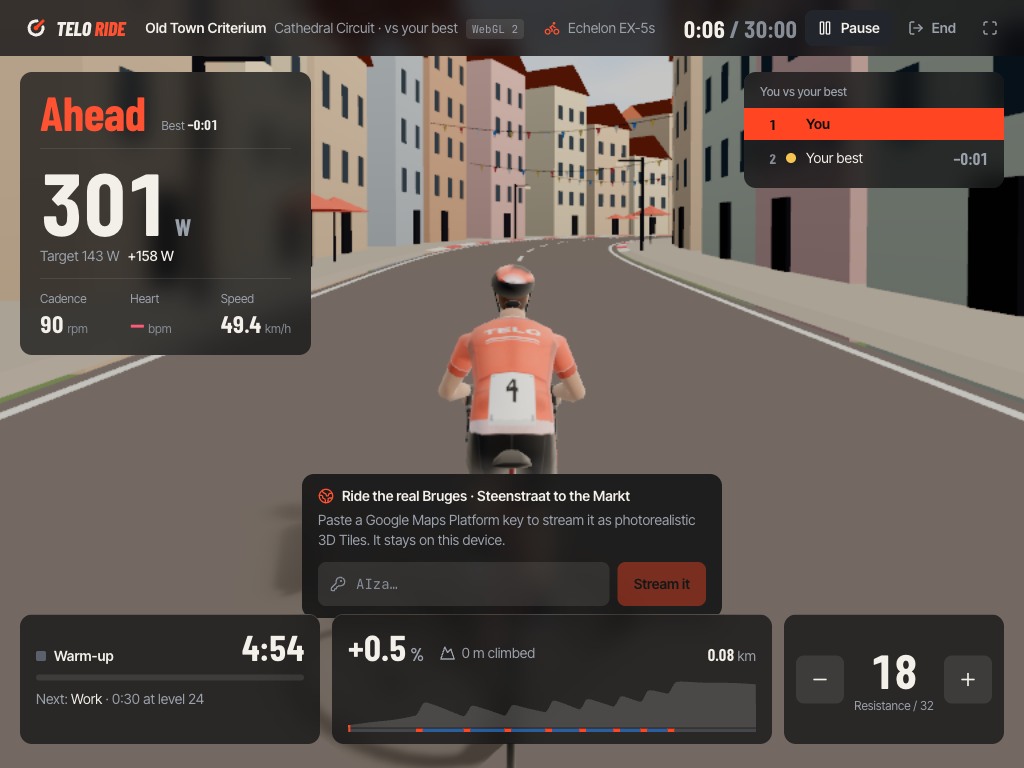 TELO RIDE
Old Town Criterium Cathedral Circuit · vs your best WebGL 2 Echelon EX-5s 0:06 / 30:00 Pause End
Ahead Best −0:01
301 W
Target 143 W +158 W
Cadence Heart Speed
90 rpm — bpm 49.4 km/h
You vs your best
1 You
2 Your best −0:01
TELO
4
Ride the real Bruges · Steenstraat to the Markt
Paste a Google Maps Platform key to stream it as photorealistic
3D Tiles. It stays on this device.
AIza… Stream it
Warm-up 4:54
Next: Work · 0:30 at level 24
+0.5 % 0 m climbed 0.08 km
− 18 +
Resistance / 32